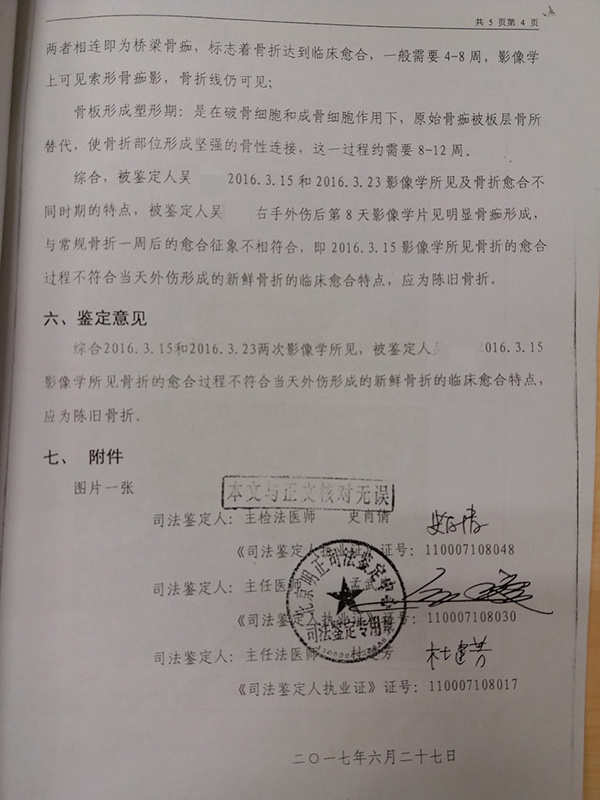 共 5 页第 4 页
两者相连即为桥梁骨痂，标志着骨折达到临床愈合，一般需要 4-8 周，影像学
上可见索形骨痂影，骨折线仍可见；
骨板形成塑形期：是在破骨细胞和成骨细胞作用下，原始骨痂被板层骨所
替代，使骨折部位形成坚强的骨性连接，这一过程约需要 8-12 周。
综合，被鉴定人吴 2016.3.15 和 2016.3.23 影像学所见及骨折愈合不
同时期的特点，被鉴定人吴 右手外伤后第 8 天影像学片见明显骨痂形成，
与常规骨折一周后的愈合征象不相符合，即 2016.3.15 影像学所见骨折的愈合
过程不符合当天外伤形成的新鲜骨折的临床愈合特点，应为陈旧骨折。
六、鉴定意见
综合2016.3.15和2016.3.23两次影像学所见，被鉴定人 2016.3.15
影像学所见骨折的愈合过程不符合当天外伤形成的新鲜骨折的临床愈合特点，
应为陈旧骨折。
七、 附件
图片一张
本文与正文核对无误
司法鉴定人：主检法医师 史肖倩
《司法鉴定人执业证》证号：110007108048
司法鉴定人：主任医师 孟武
《司法鉴定人执业证》证号：110007108030
北京明正司法鉴定中心
司法鉴定专用章
司法鉴定人：主任法医师 杜建芳 杜建芳
《司法鉴定人执业证》证号：110007108017
二〇一七年六月二十七日